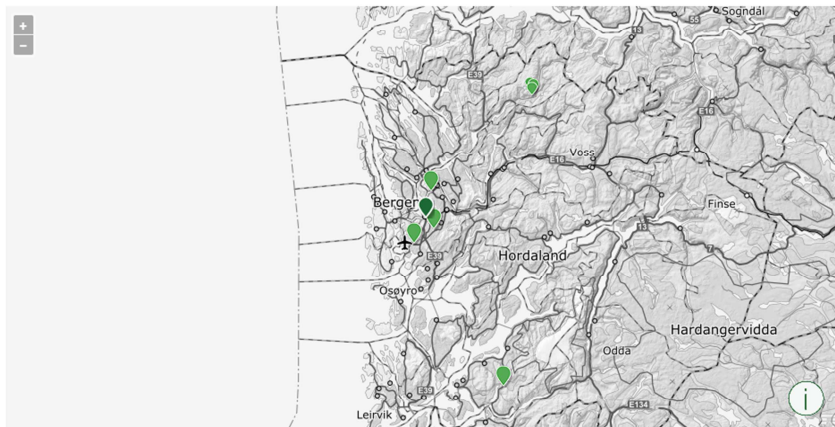 +
−
Sogndal
55
13
E39
E16
Voss
E16
Bergen
Finse
13
7
E39
Hordaland
Osøyro
Hardangervidda
Odda
E39
E134
Leirvik
i